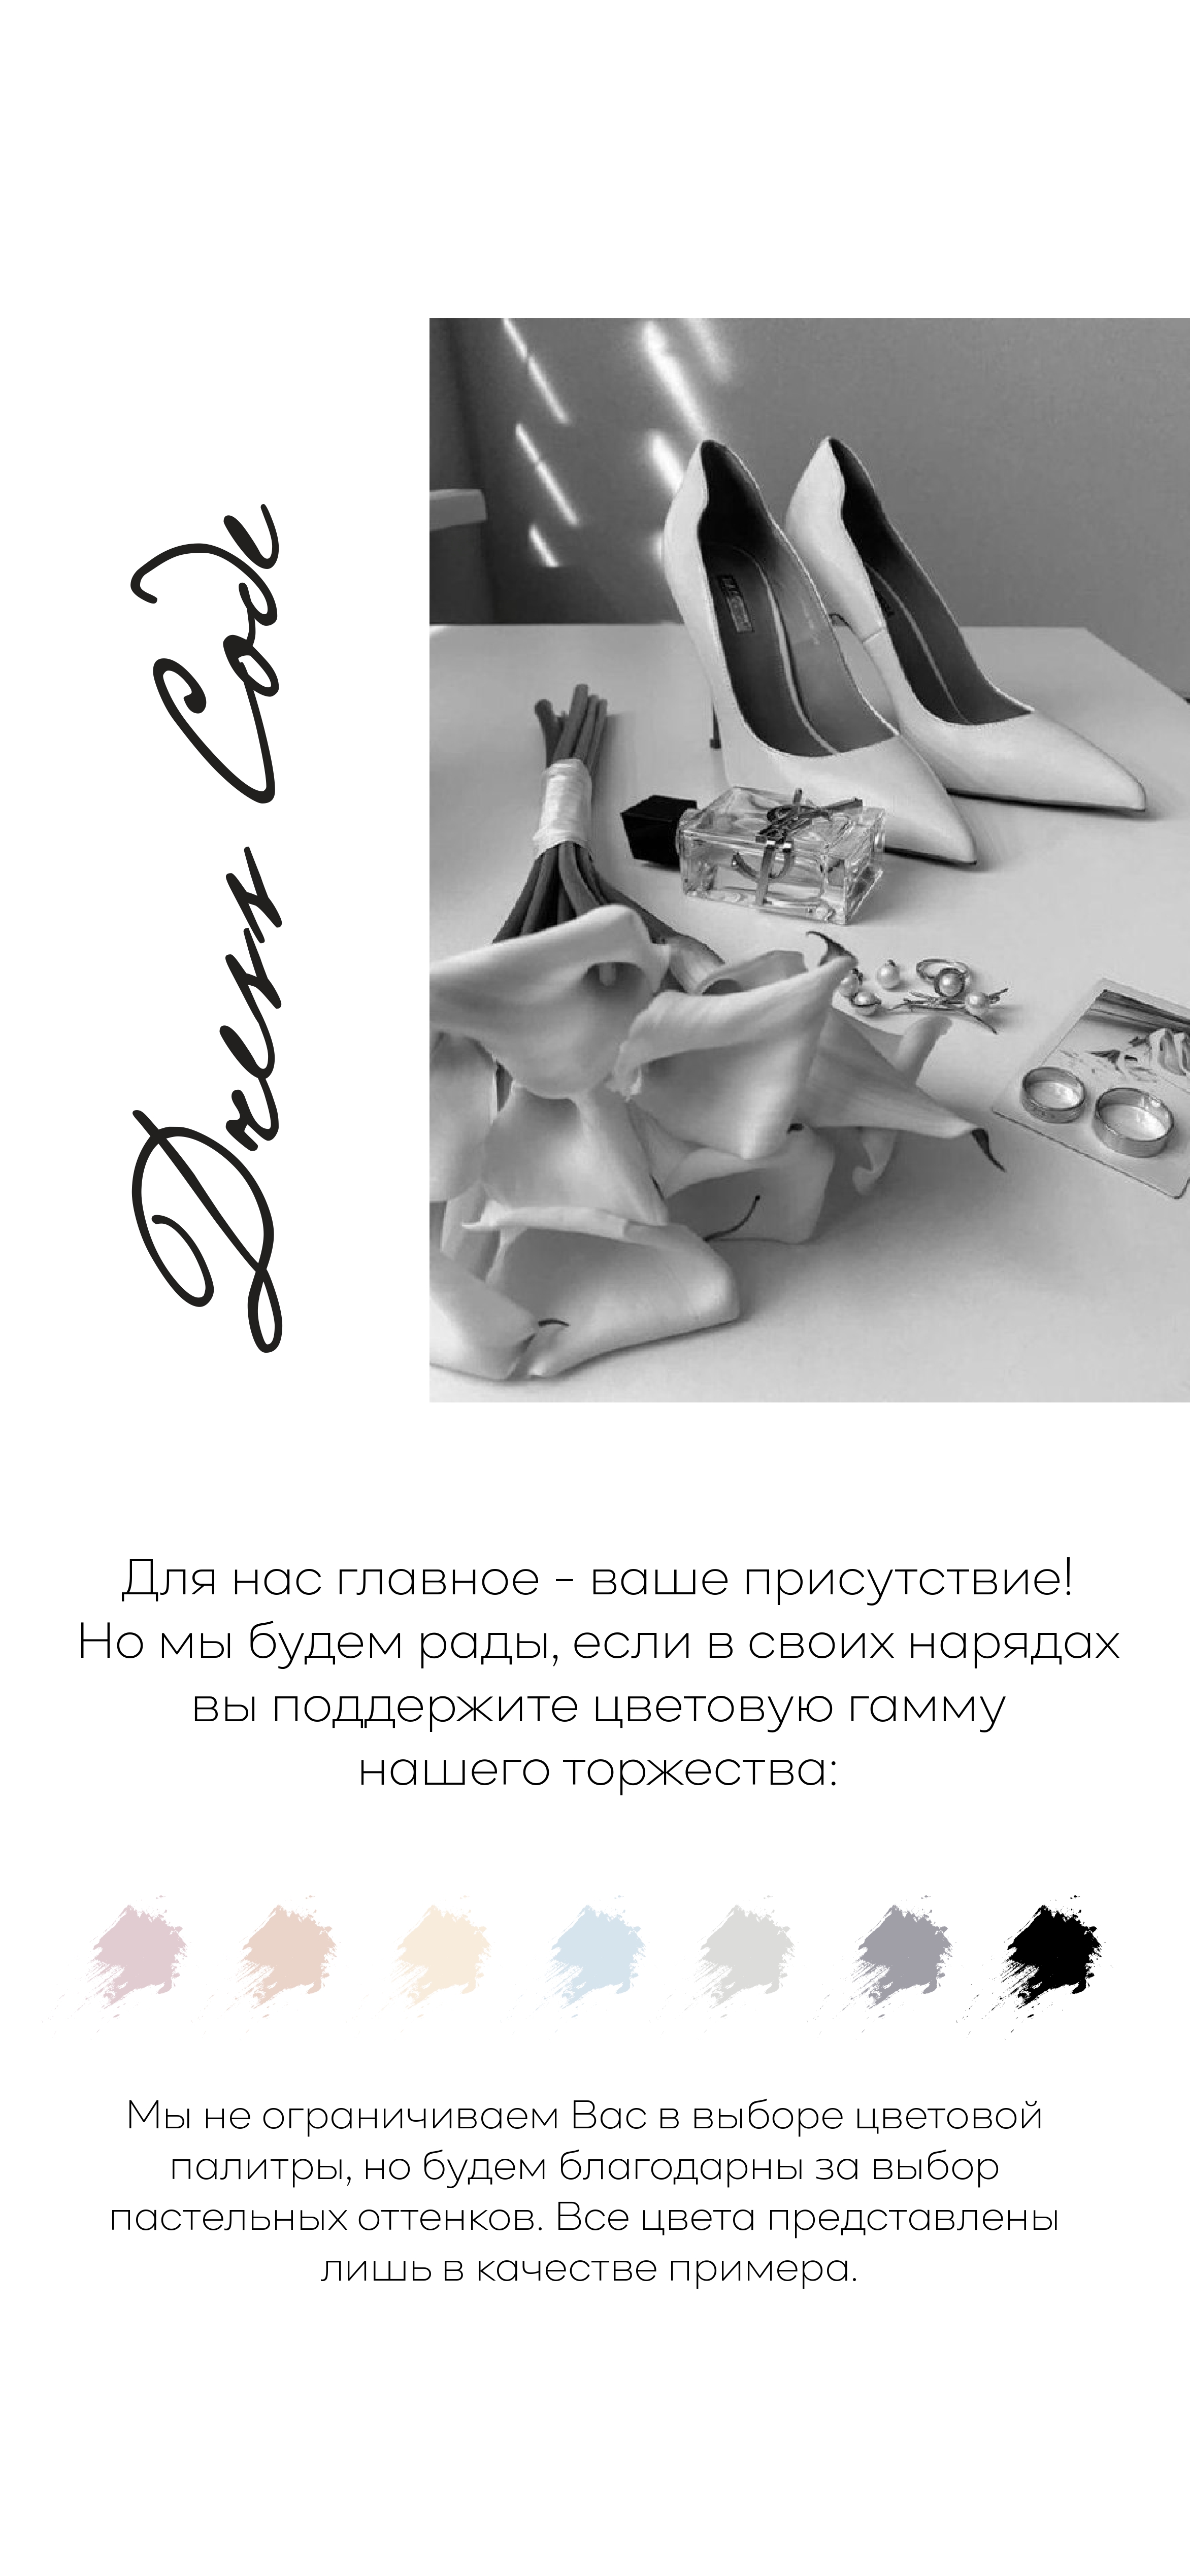 Dress Code
Для нас главное - ваше присутствие!
Но мы будем рады, если в своих нарядах
вы поддержите цветовую гамму
нашего торжества:
Мы не ограничиваем Вас в выборе цветовой
палитры, но будем благодарны за выбор
пастельных оттенков. Все цвета представлены
лишь в качестве примера.